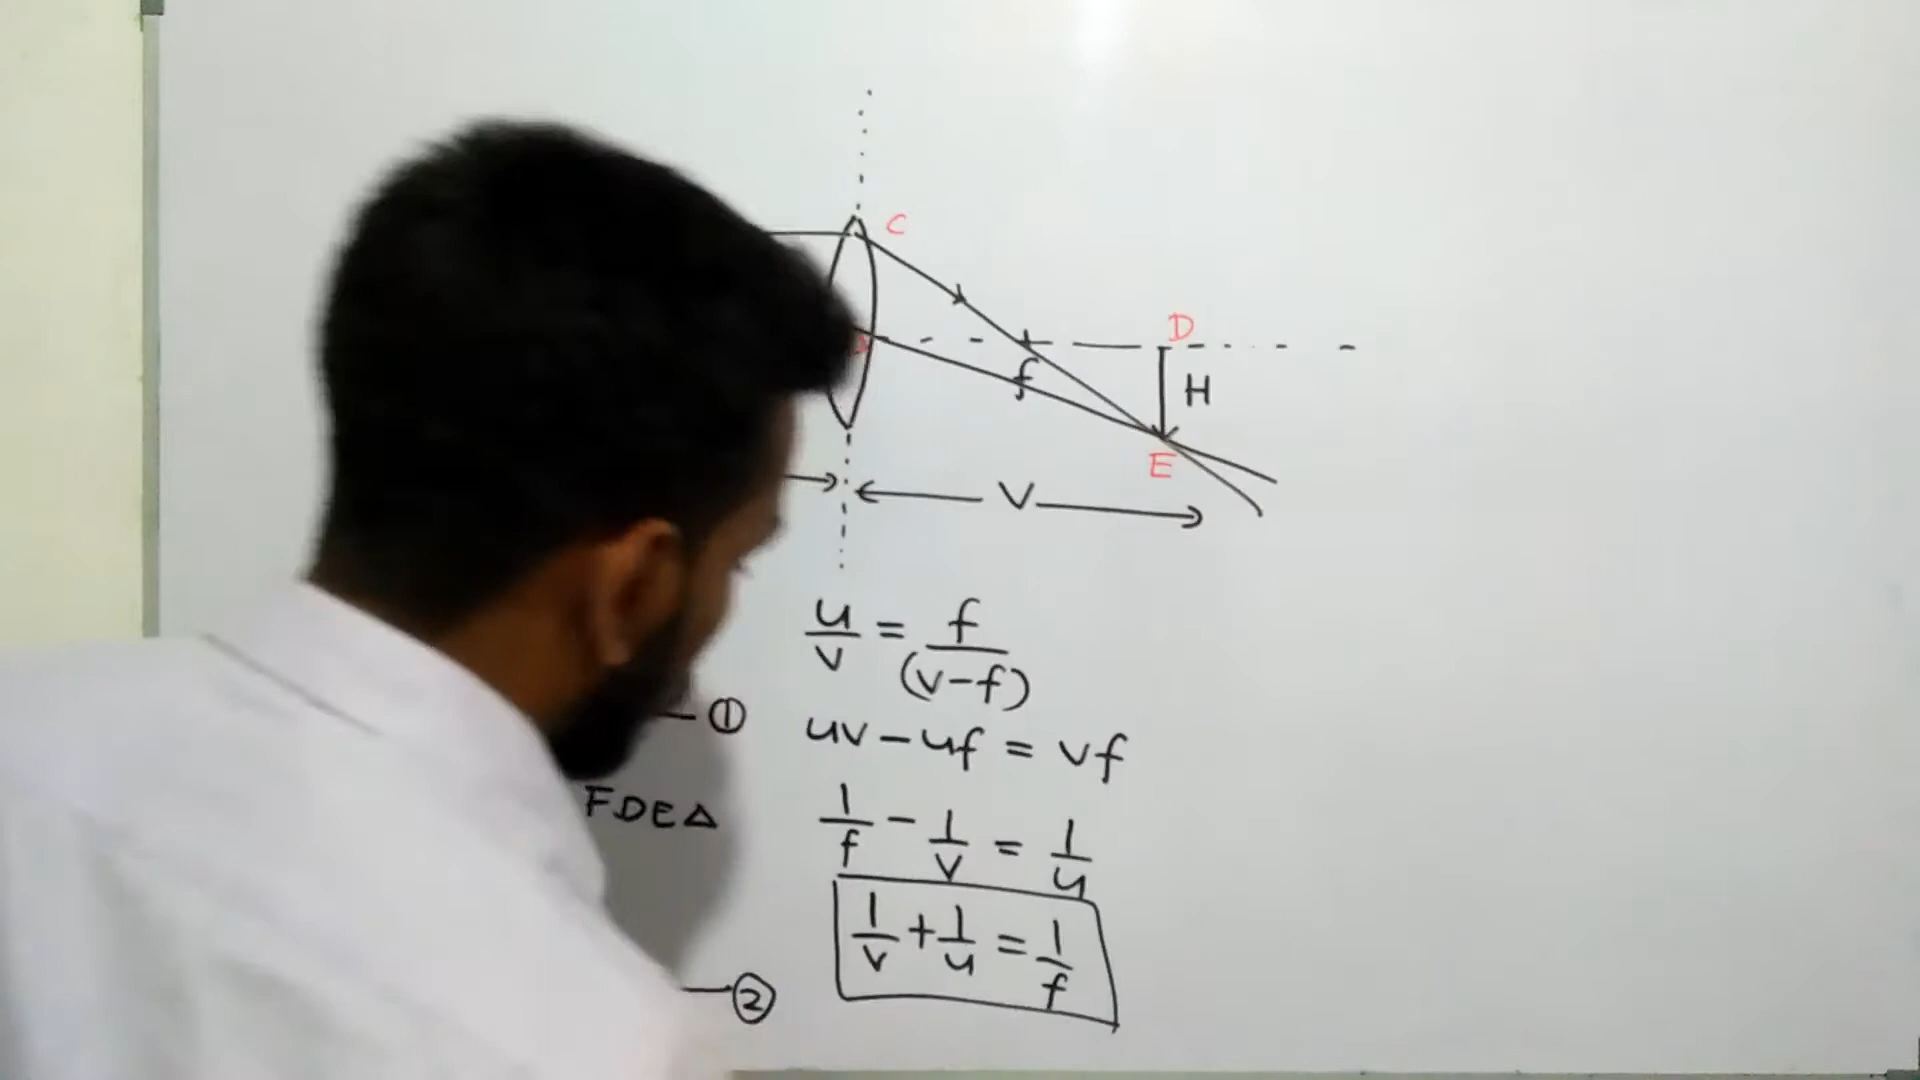 C
D
f
H
E
V
u/v = f/(v-f)
①
uv - uf = vf
FDE△
1/f - 1/v = 1/u
1/v + 1/u = 1/f
②